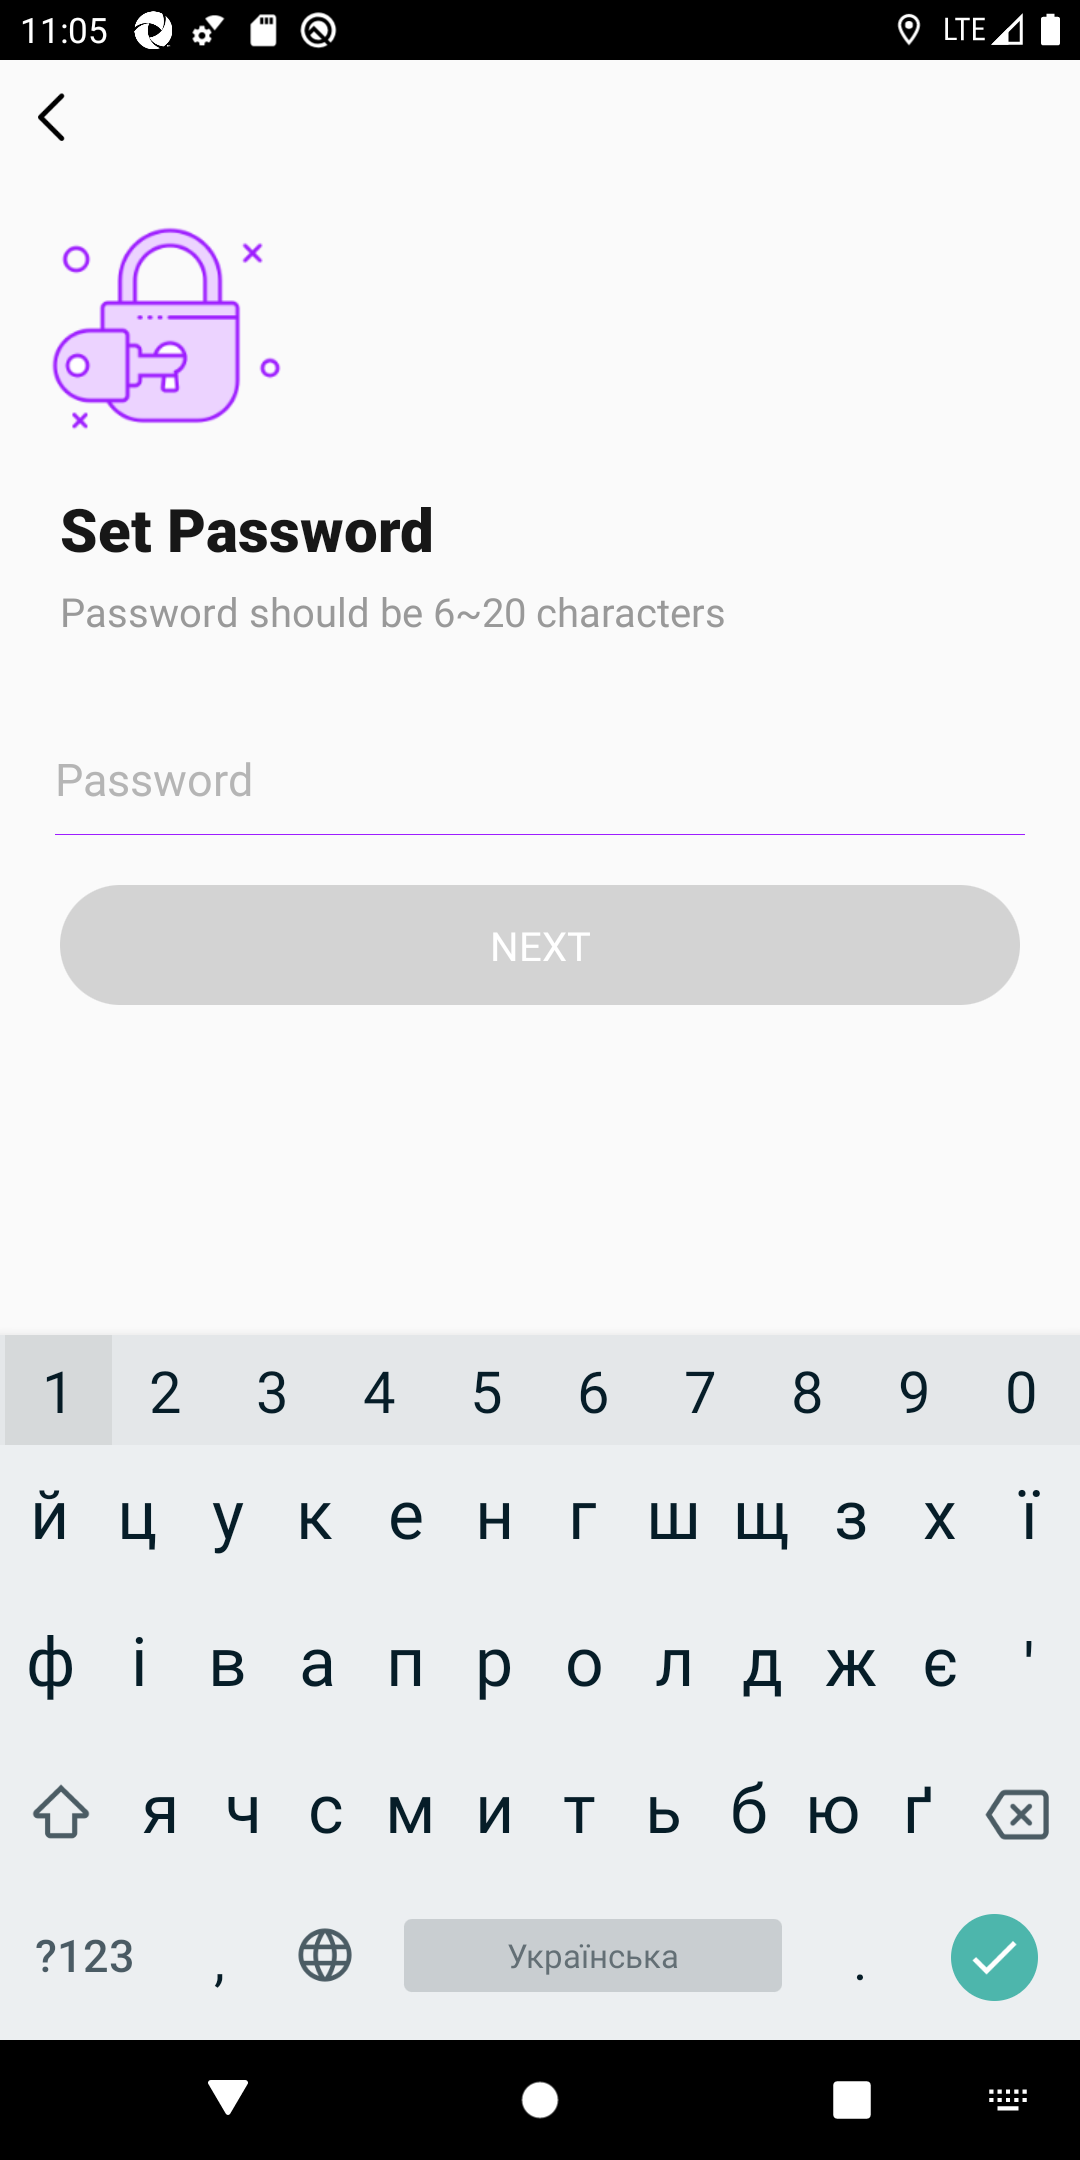 11:05 LTE
Set Password
Password should be 6~20 characters
Password
NEXT
1 2 3 4 5 6 7 8 9 0
й ц у к е н г ш щ з х ї
ф і в а п р о л д ж є '
я ч с м и т ь б ю ґ
?123 , Українська .